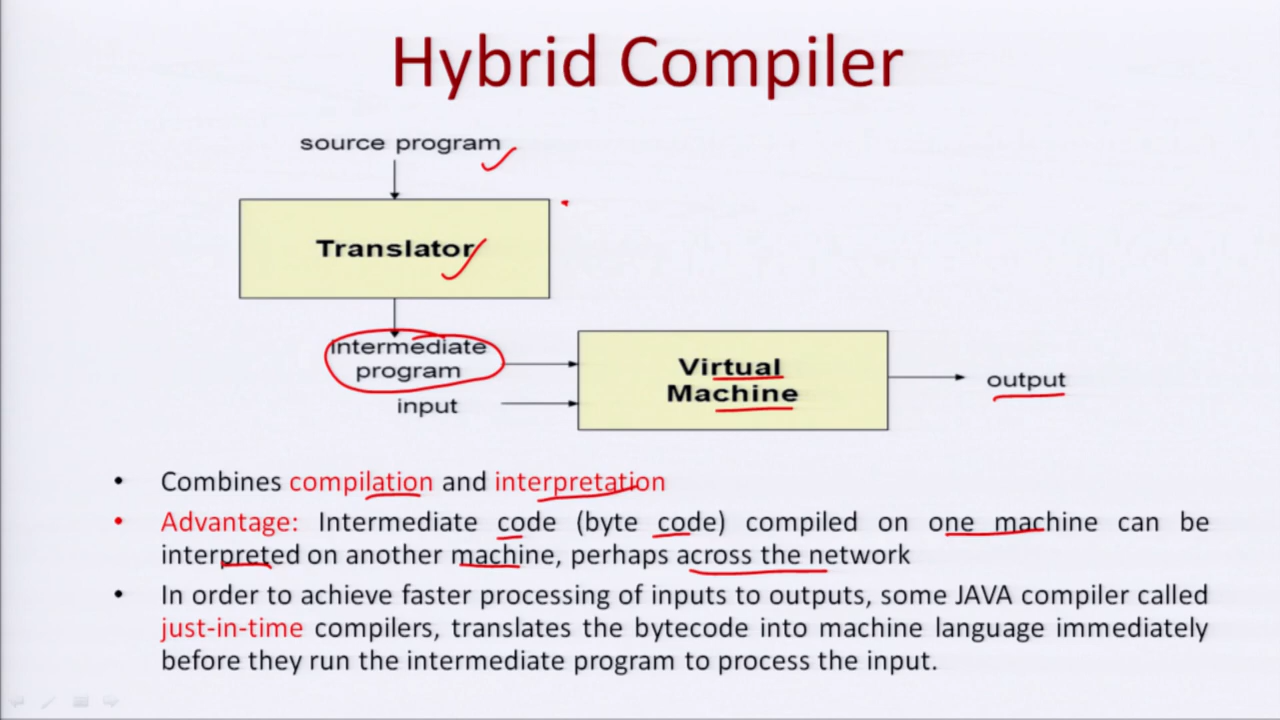 Hybrid Compiler
source program
Translator
intermediate
program
input
Virtual
Machine
output
• Combines compilation and interpretation
• Advantage: Intermediate code (byte code) compiled on one machine can be
interpreted on another machine, perhaps across the network
• In order to achieve faster processing of inputs to outputs, some JAVA compiler called
just-in-time compilers, translates the bytecode into machine language immediately
before they run the intermediate program to process the input.